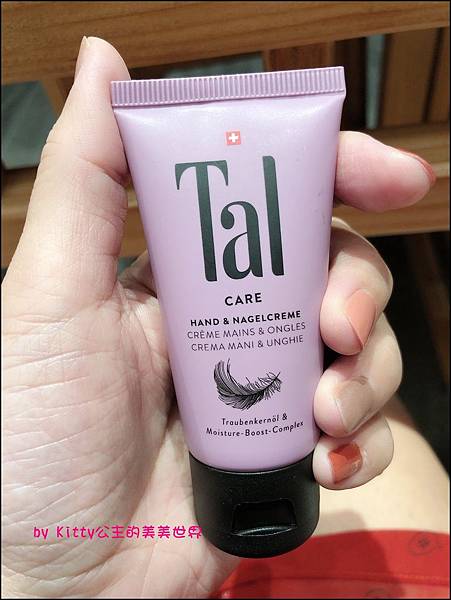 Tal
CARE
HAND & NAGELCREME
CRÈME MAINS & ONGLES
CREMA MANI & UNGHIE
Traubenkernöl &
Moisture-Boost-Complex
by Kitty公主的美美世界